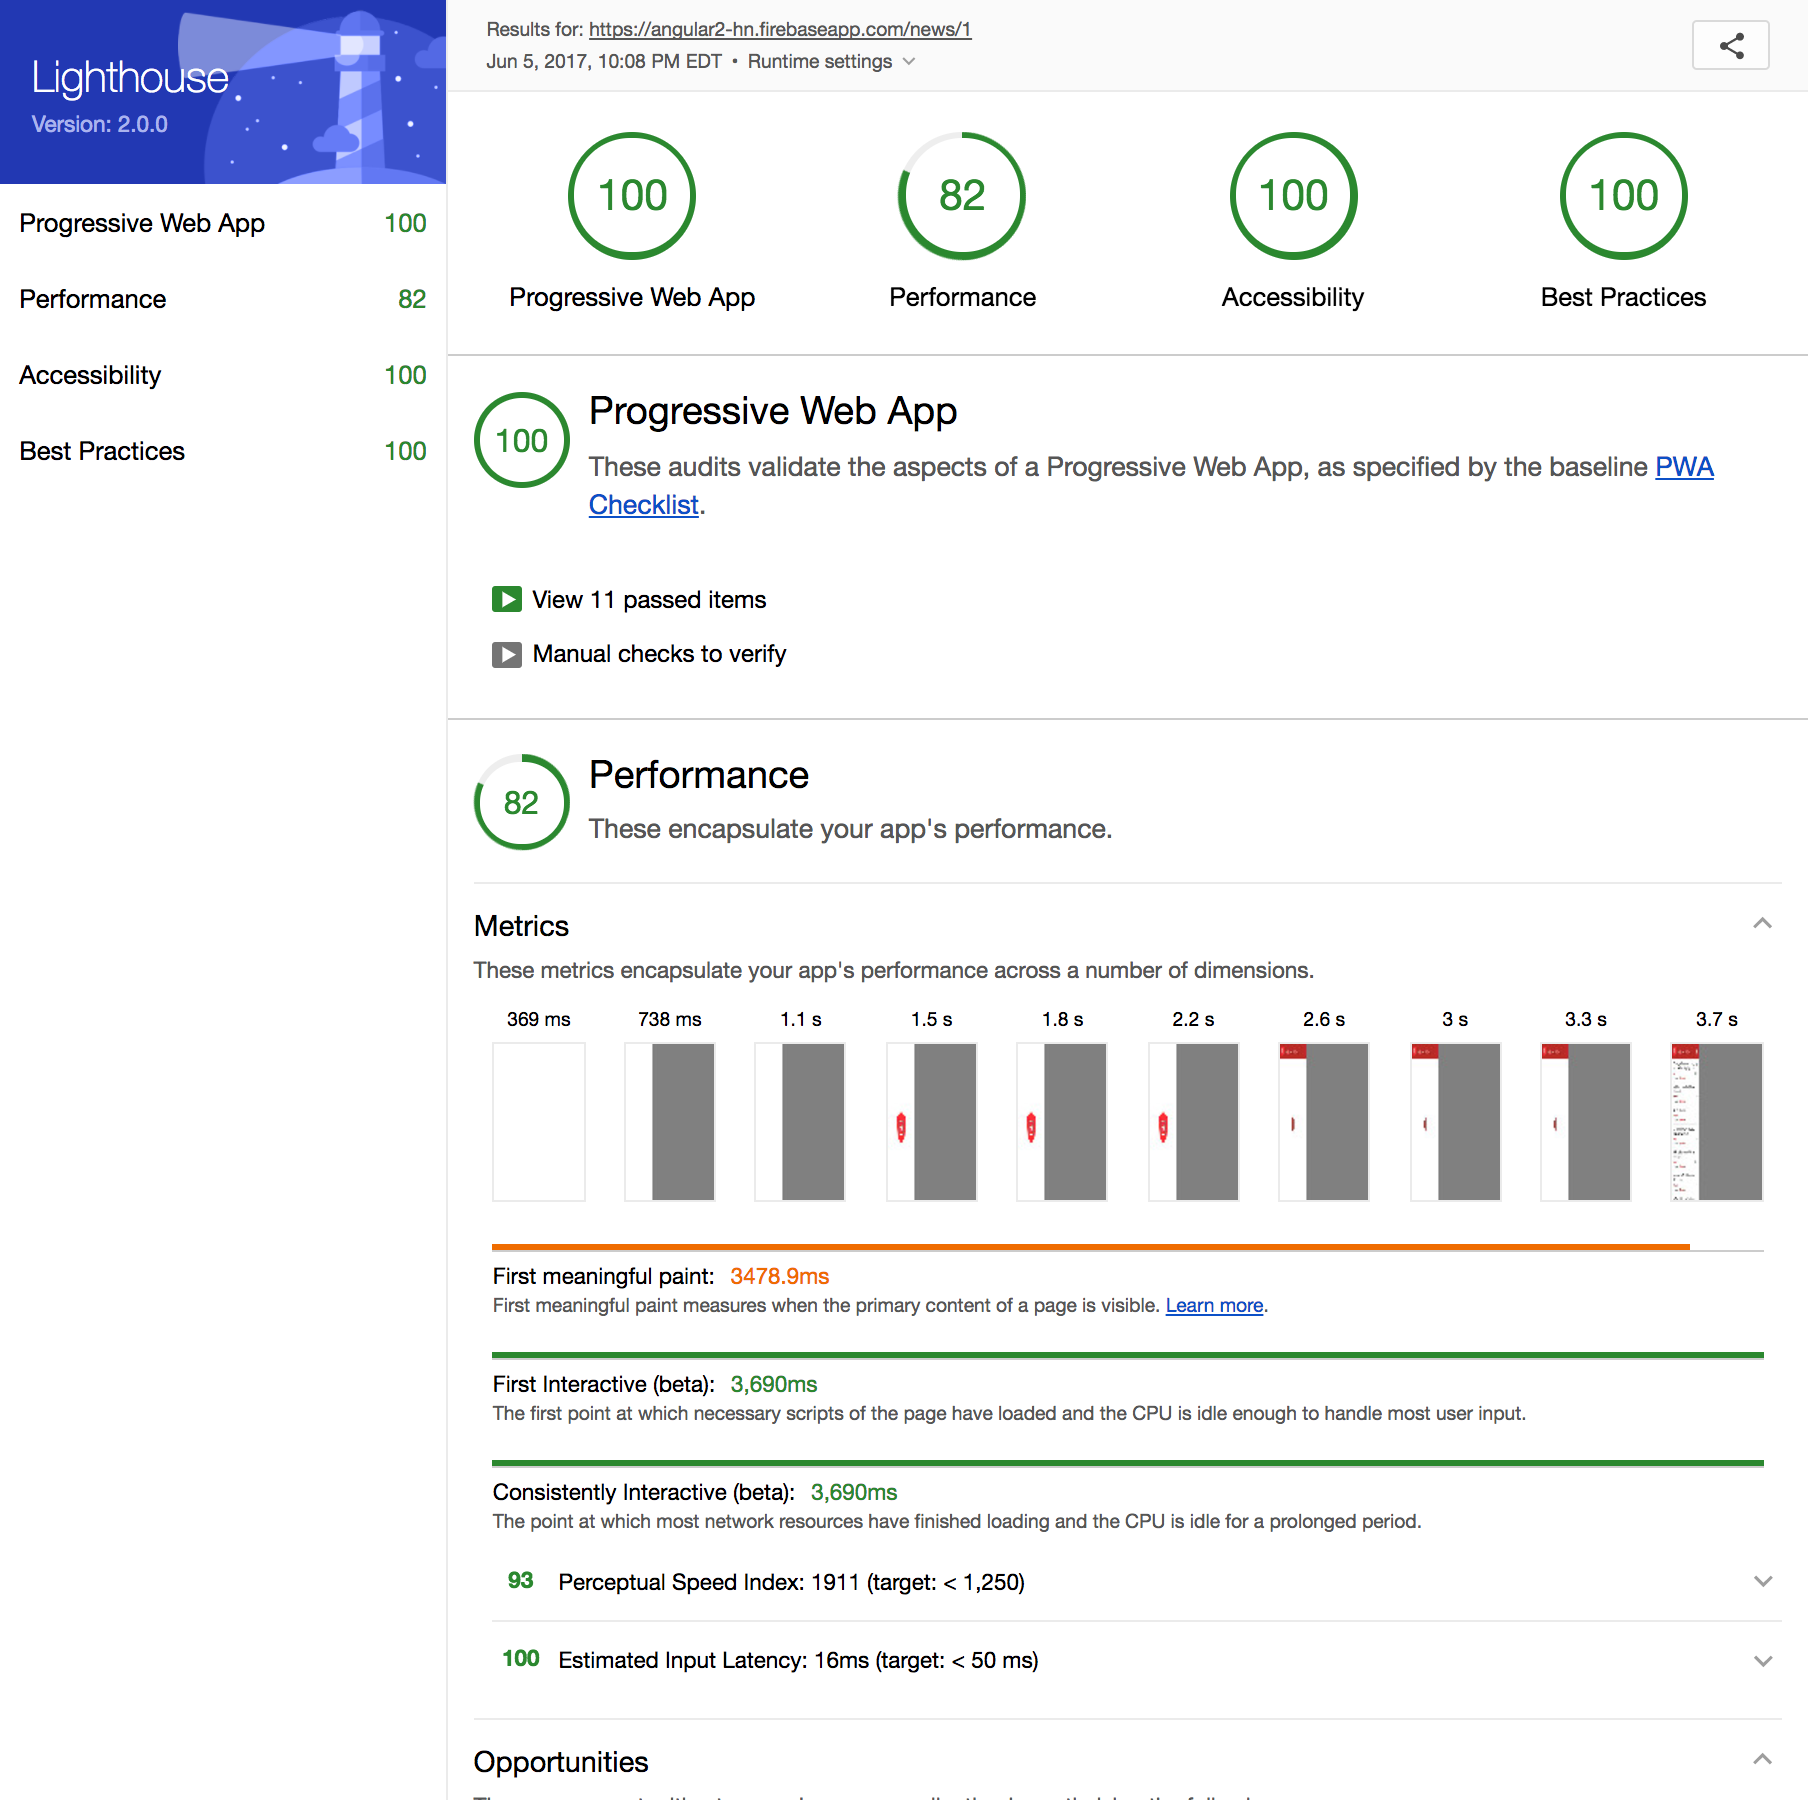 Lighthouse
Version: 2.0.0
Progressive Web App 100
Performance 82
Accessibility 100
Best Practices 100
Results for: https://angular2-hn.firebaseapp.com/news/1
Jun 5, 2017, 10:08 PM EDT • Runtime settings
100 82 100 100
Progressive Web App Performance Accessibility Best Practices
100
Progressive Web App
These audits validate the aspects of a Progressive Web App, as specified by the baseline PWA
Checklist.
View 11 passed items
Manual checks to verify
82
Performance
These encapsulate your app's performance.
Metrics
These metrics encapsulate your app's performance across a number of dimensions.
369 ms 738 ms 1.1 s 1.5 s 1.8 s 2.2 s 2.6 s 3 s 3.3 s 3.7 s
First meaningful paint: 3478.9ms
First meaningful paint measures when the primary content of a page is visible. Learn more.
First Interactive (beta): 3,690ms
The first point at which necessary scripts of the page have loaded and the CPU is idle enough to handle most user input.
Consistently Interactive (beta): 3,690ms
The point at which most network resources have finished loading and the CPU is idle for a prolonged period.
93 Perceptual Speed Index: 1911 (target: < 1,250)
100 Estimated Input Latency: 16ms (target: < 50 ms)
Opportunities